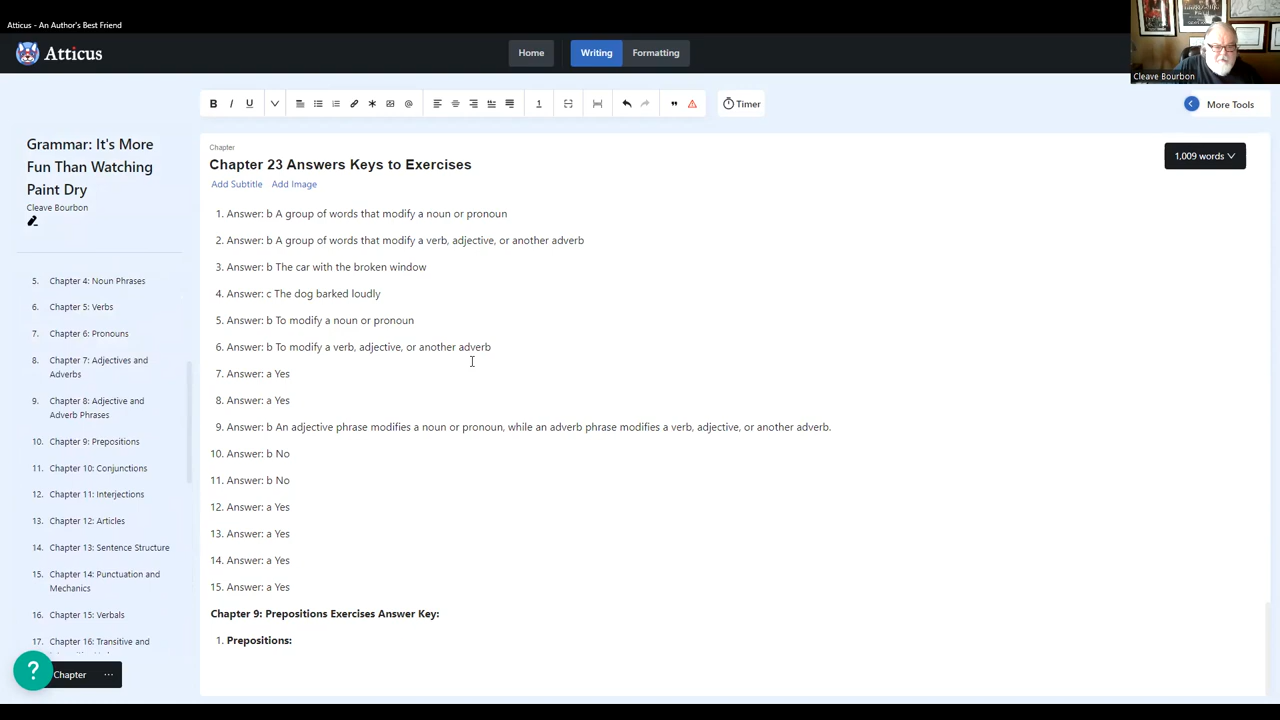 Atticus - An Author's Best Friend
Atticus
Home
Writing
Formatting
Cleave Bourbon
B I U
1
Timer
More Tools
Grammar: It's More
Fun Than Watching
Paint Dry
Cleave Bourbon
5. Chapter 4: Noun Phrases
6. Chapter 5: Verbs
7. Chapter 6: Pronouns
8. Chapter 7: Adjectives and
Adverbs
9. Chapter 8: Adjective and
Adverb Phrases
10. Chapter 9: Prepositions
11. Chapter 10: Conjunctions
12. Chapter 11: Interjections
13. Chapter 12: Articles
14. Chapter 13: Sentence Structure
15. Chapter 14: Punctuation and
Mechanics
16. Chapter 15: Verbals
17. Chapter 16: Transitive and
? Chapter ...
Chapter
Chapter 23 Answers Keys to Exercises
1,009 words
Add Subtitle Add Image
1. Answer: b A group of words that modify a noun or pronoun
2. Answer: b A group of words that modify a verb, adjective, or another adverb
3. Answer: b The car with the broken window
4. Answer: c The dog barked loudly
5. Answer: b To modify a noun or pronoun
6. Answer: b To modify a verb, adjective, or another adverb
7. Answer: a Yes
8. Answer: a Yes
9. Answer: b An adjective phrase modifies a noun or pronoun, while an adverb phrase modifies a verb, adjective, or another adverb.
10. Answer: b No
11. Answer: b No
12. Answer: a Yes
13. Answer: a Yes
14. Answer: a Yes
15. Answer: a Yes
Chapter 9: Prepositions Exercises Answer Key:
1. Prepositions: